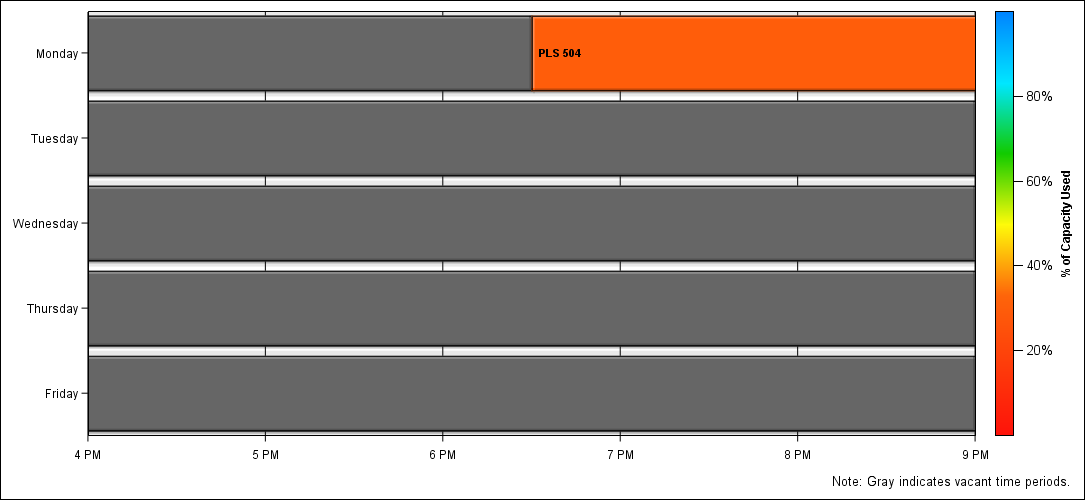 Monday
PLS 504
Tuesday
Wednesday
Thursday
Friday
4 PM
5 PM
6 PM
7 PM
8 PM
9 PM
80%
60%
40%
20%
% of Capacity Used
Note: Gray indicates vacant time periods.